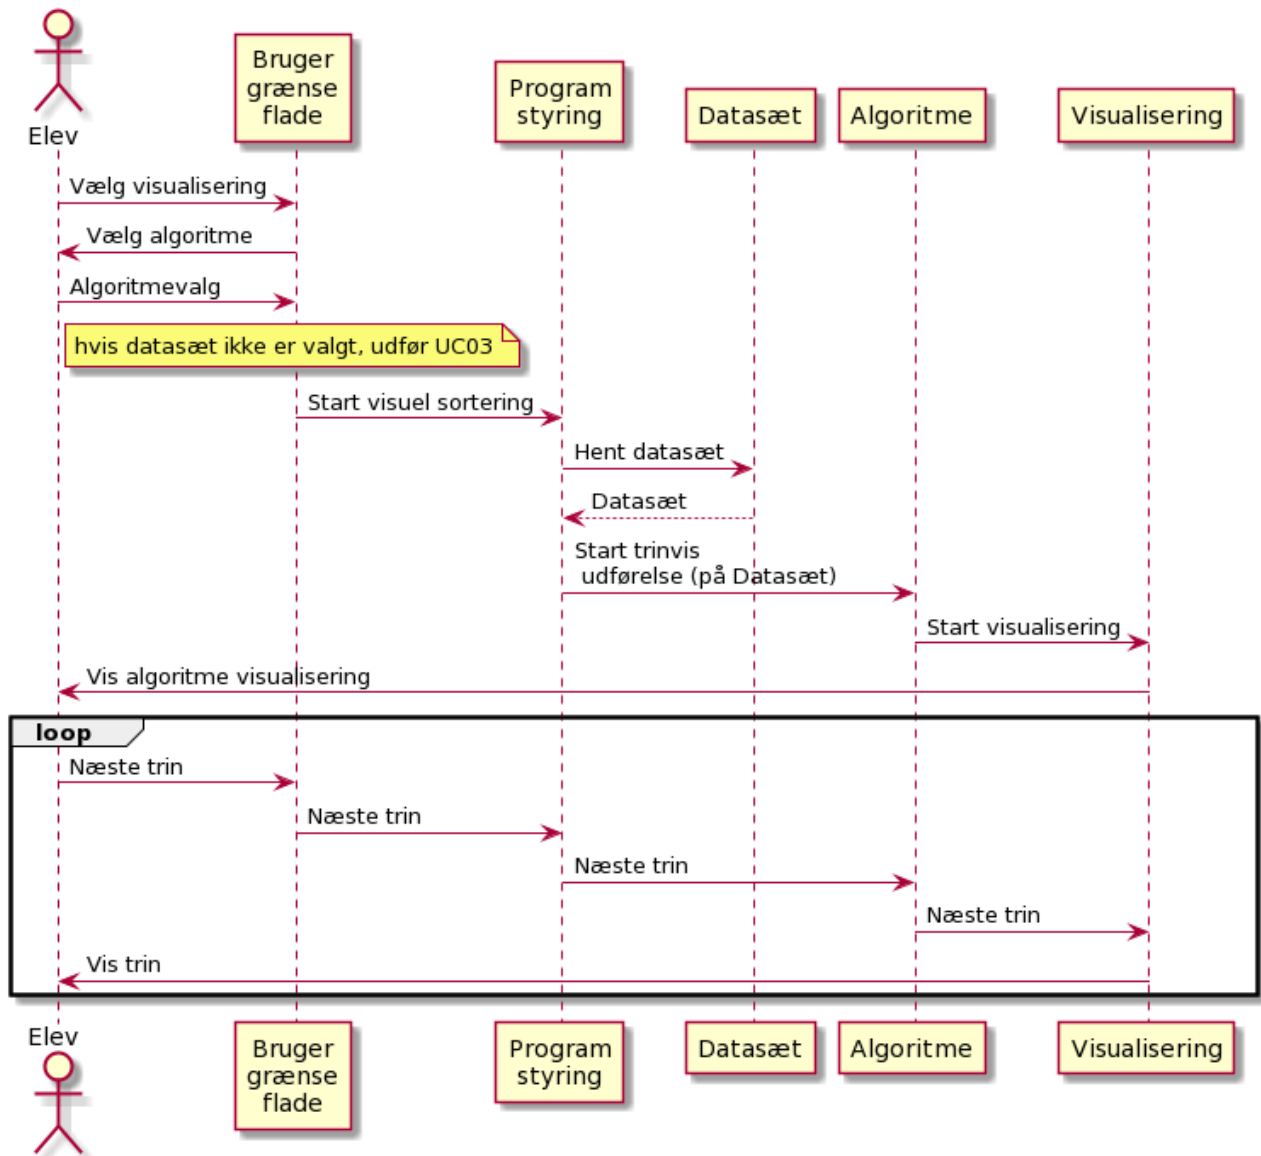 Elev
Bruger
grænse
flade
Program
styring
Datasæt
Algoritme
Visualisering
Vælg visualisering
Vælg algoritme
Algoritmevalg
hvis datasæt ikke er valgt, udfør UC03
Start visuel sortering
Hent datasæt
Datasæt
Start trinvis
udførelse (på Datasæt)
Start visualisering
Vis algoritme visualisering
loop
Næste trin
Næste trin
Næste trin
Næste trin
Vis trin
Elev
Bruger
grænse
flade
Program
styring
Datasæt
Algoritme
Visualisering